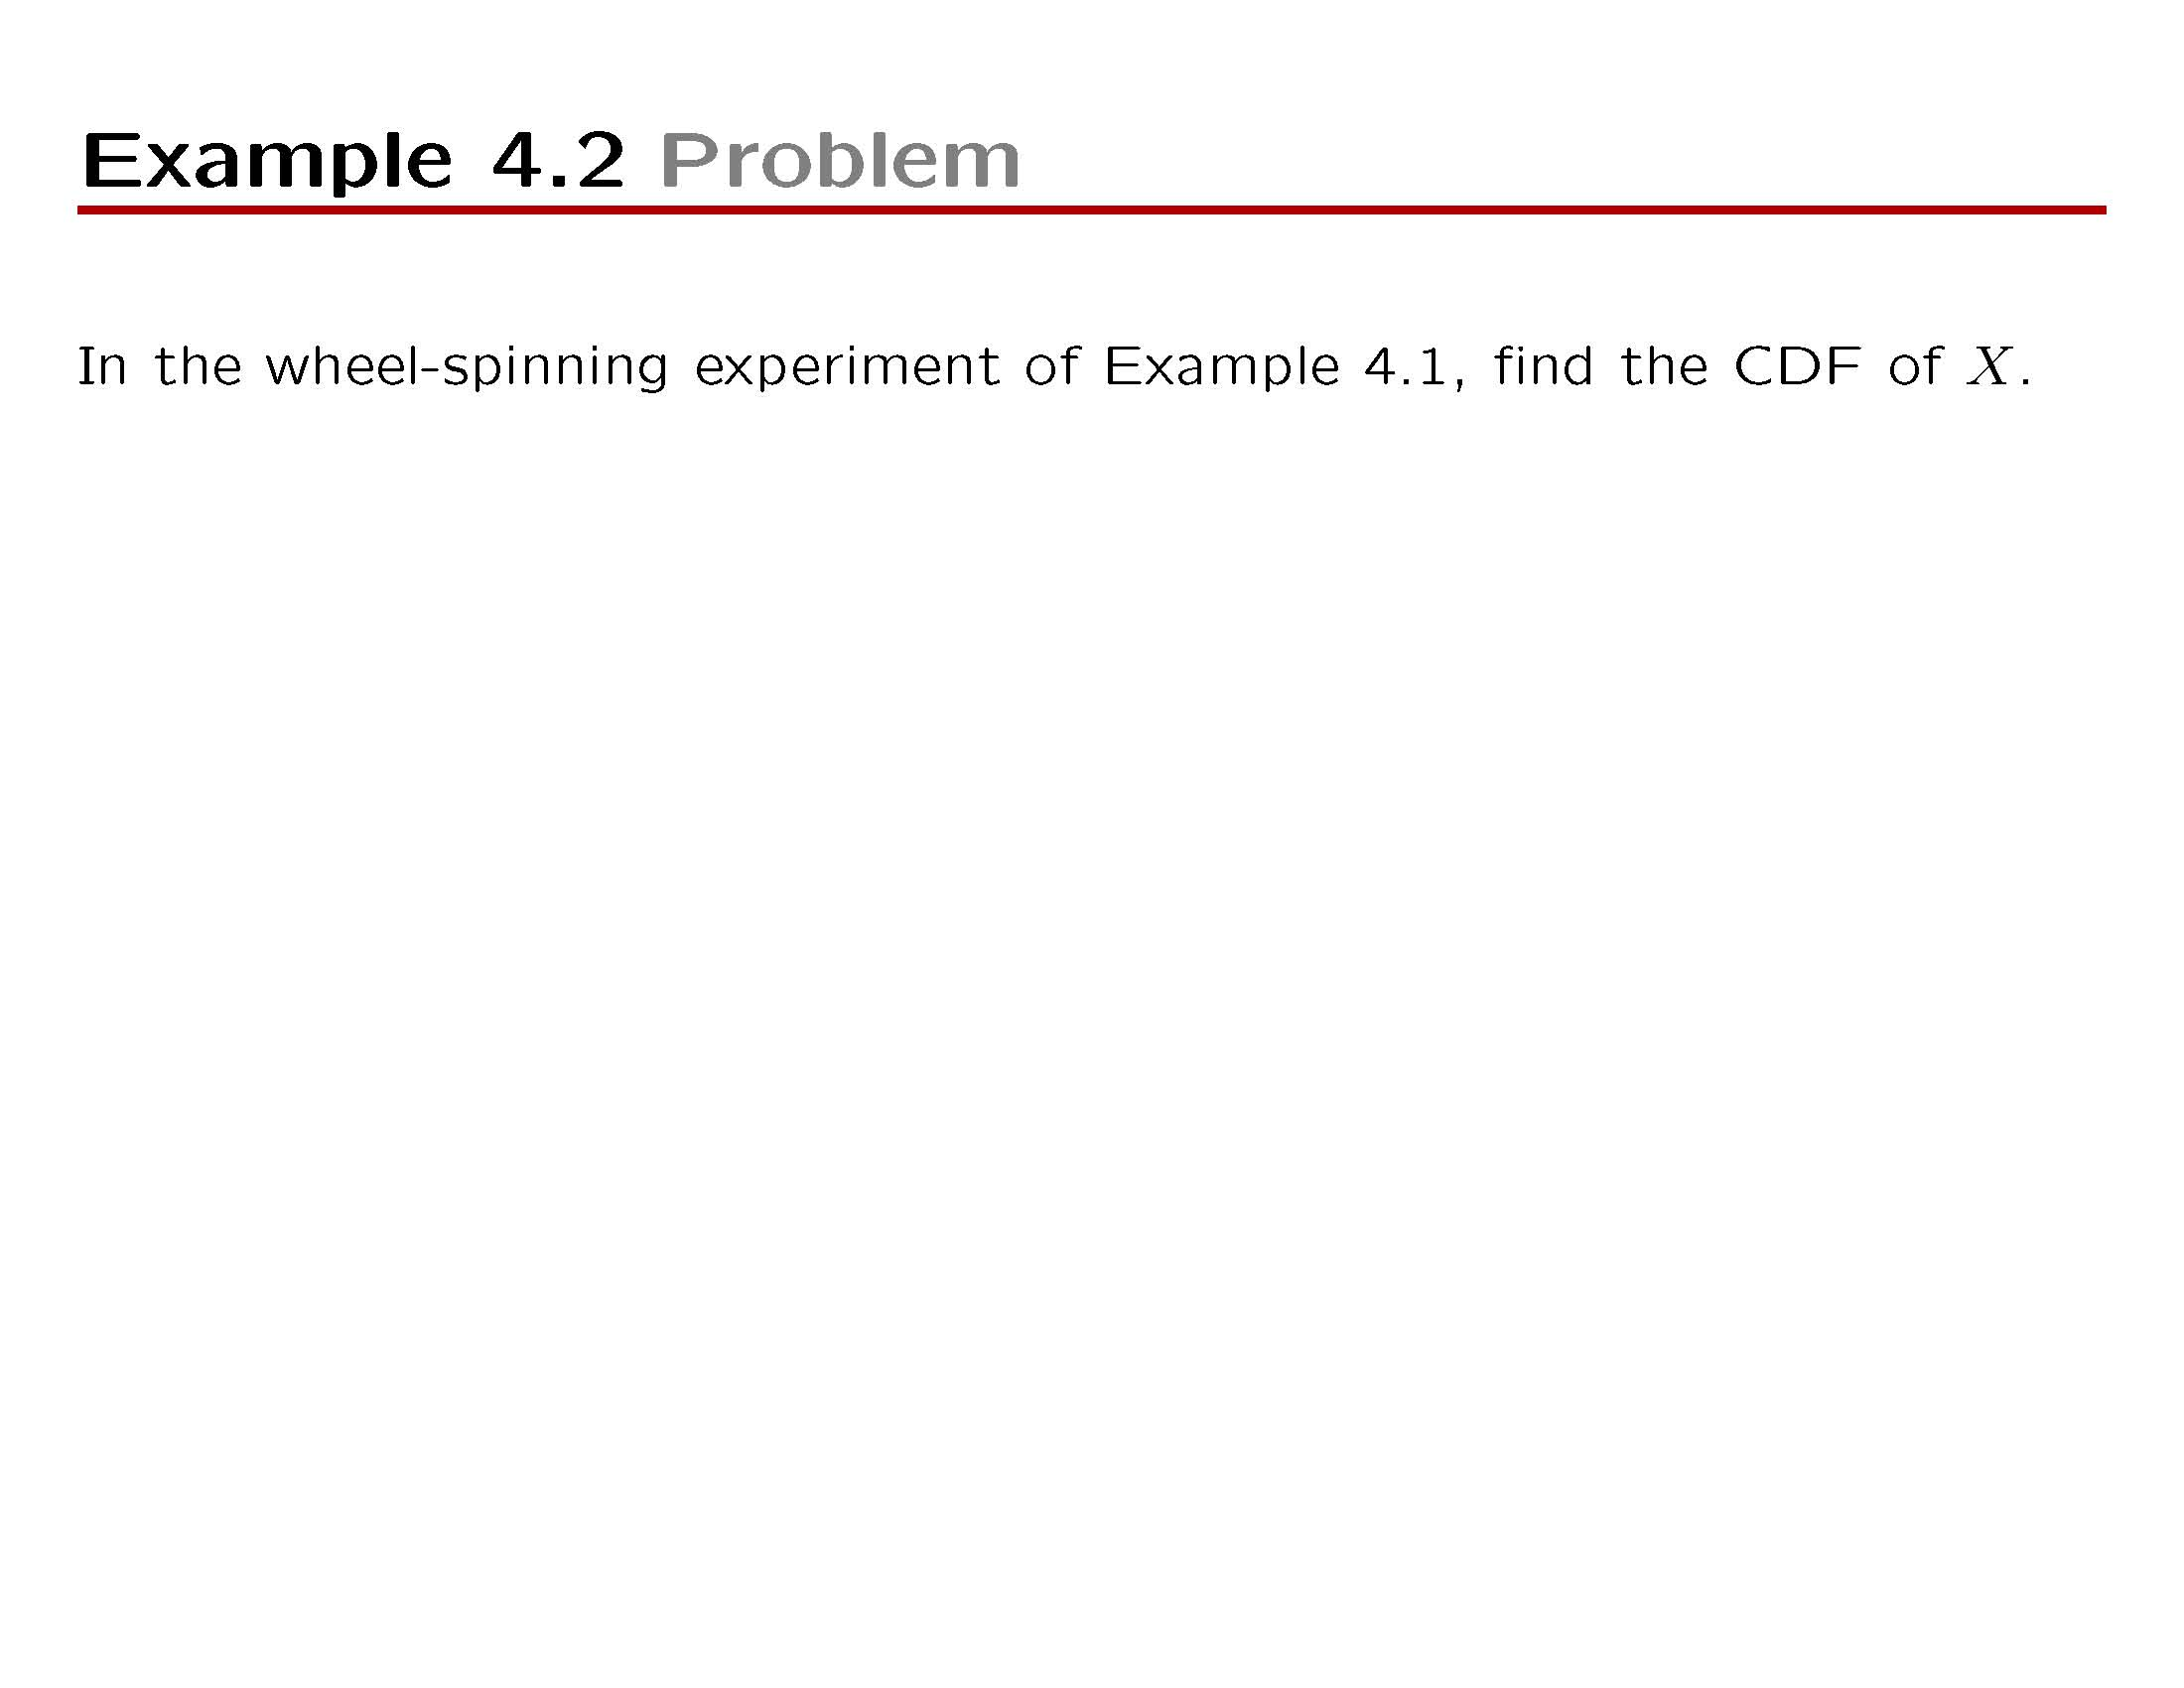 Example 4.2 Problem
In the wheel-spinning experiment of Example 4.1, find the CDF of X.